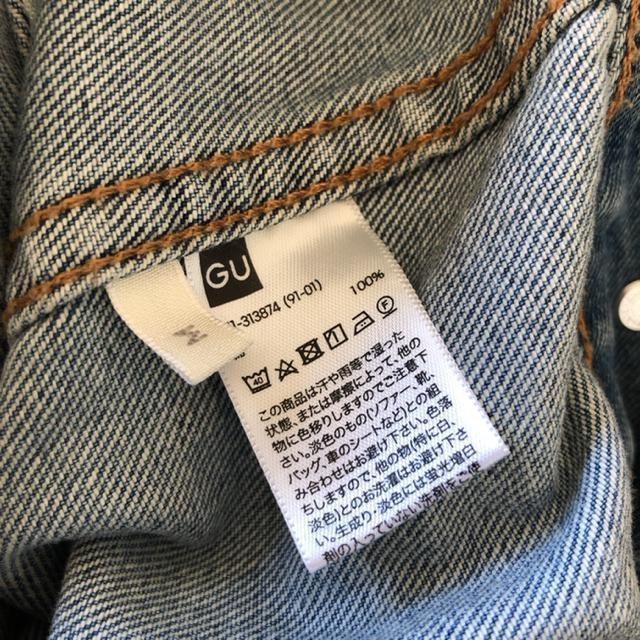 GU
M
1-313874 (91-01)
100%
40
この商品は汗や雨等で湿った
状態、または摩擦によって、他の
物に色移りしますのでご注意下
さい。淡色のもの(ソファー、靴、
バッグ、車のシートなど)との組
み合わせはお避け下さい。色落
ちしますので、他の物(特に白、
淡色)とのお洗濯はお避け下さ
い。生成り・淡色には蛍光増白
剤の入っていない洗剤をご使